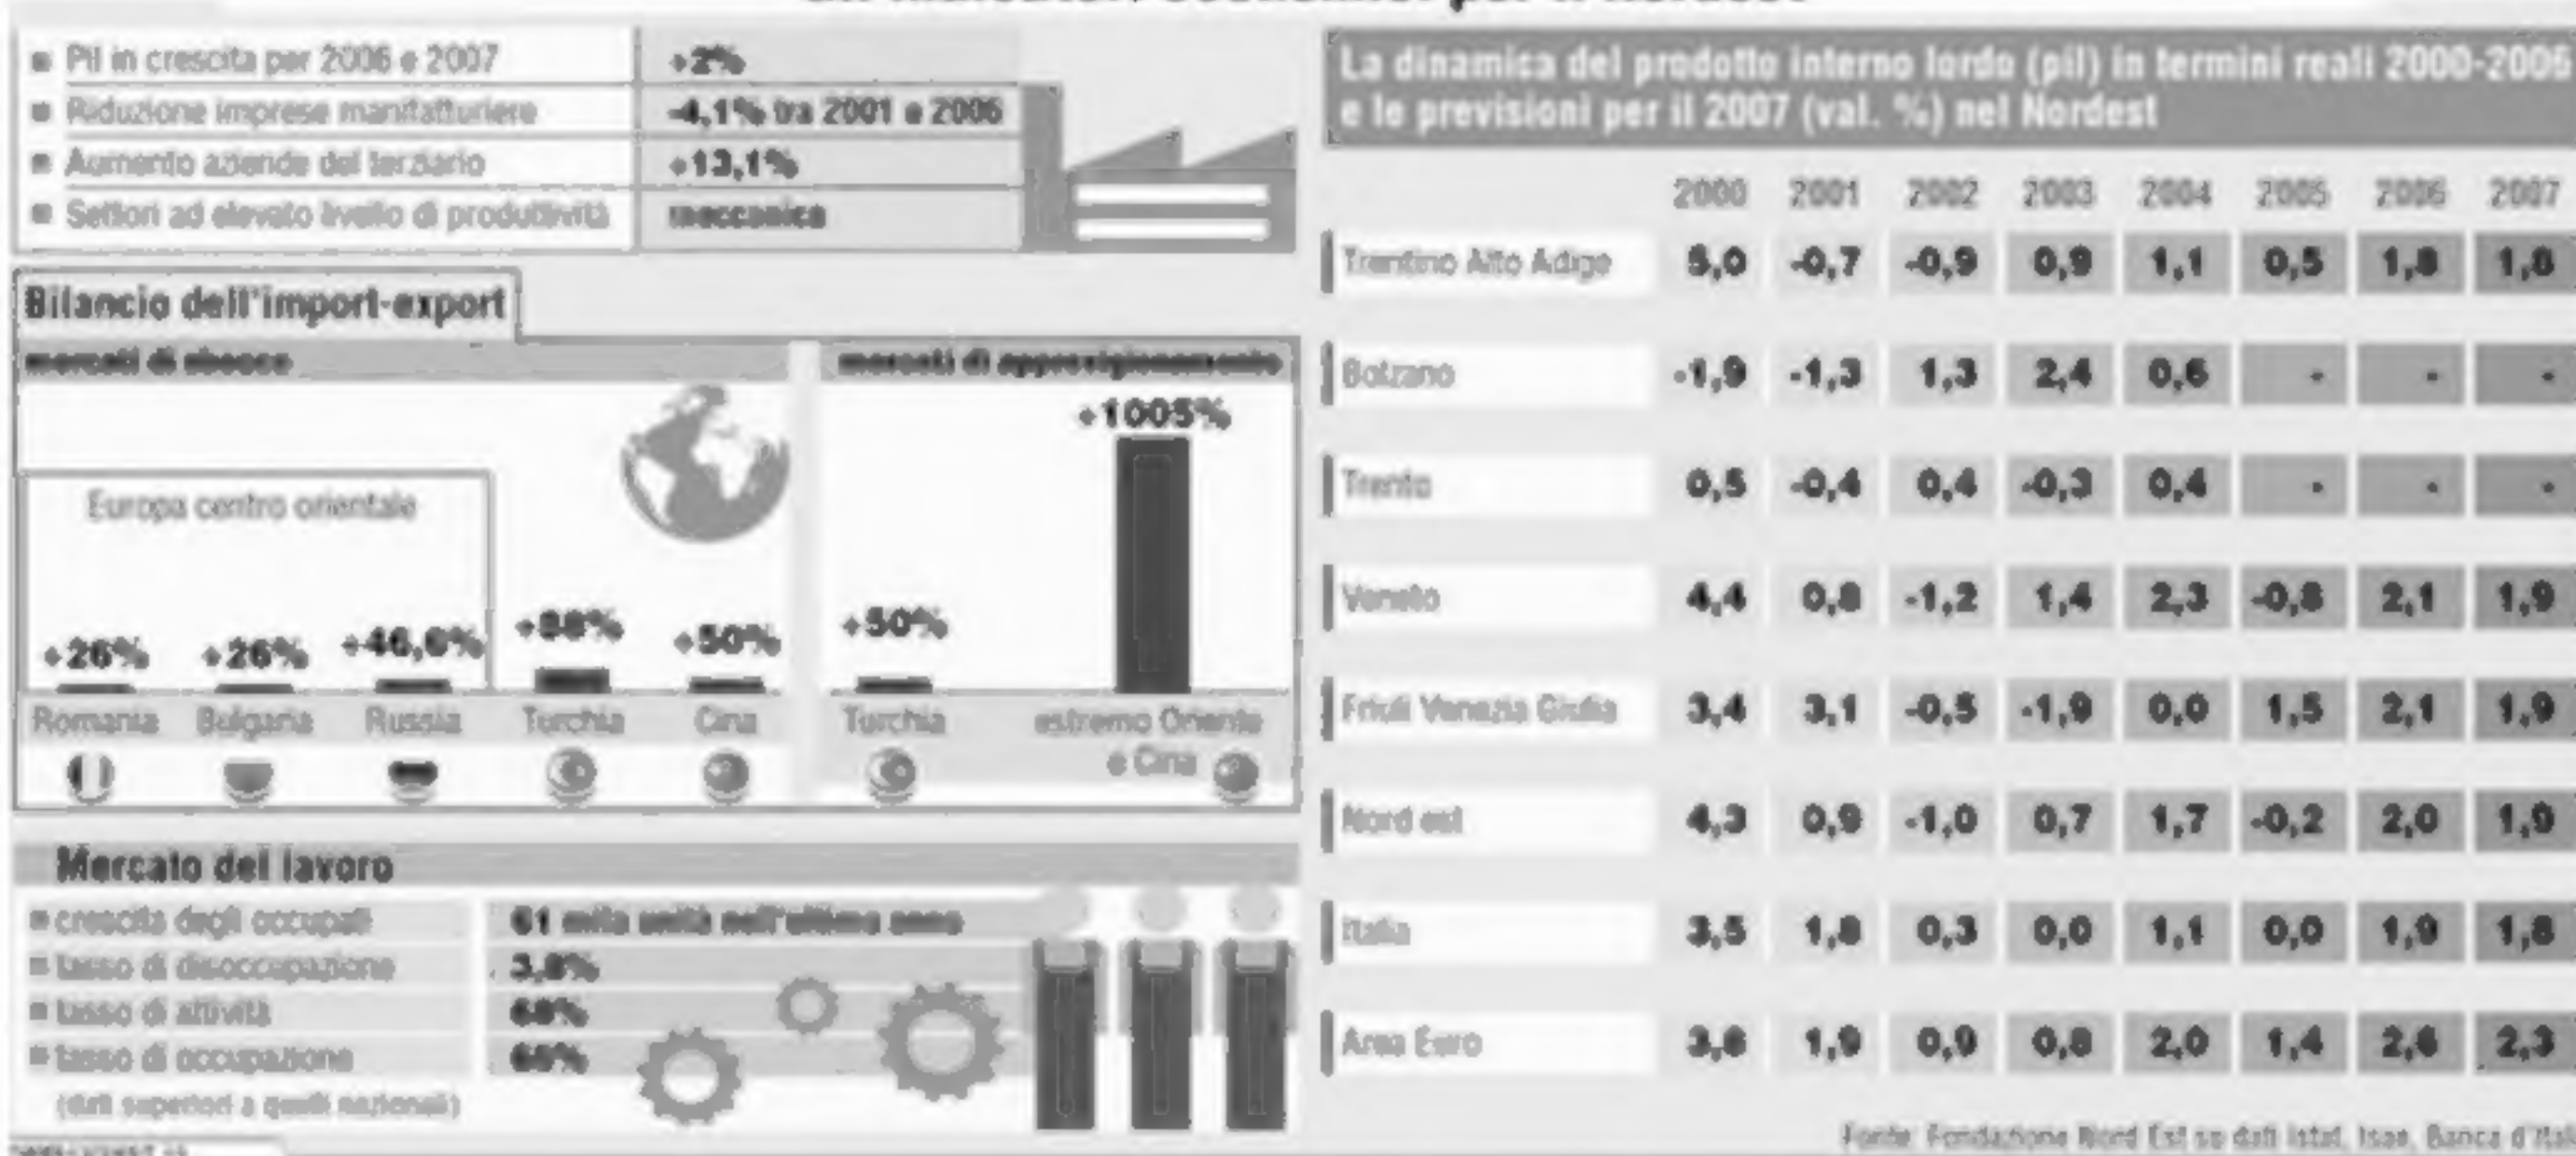 per il Nordest
Pil in crescita per 2006 e 2007 +2%
Riduzione imprese manifatturiere -4,1% tra 2001 e 2006
Aumento aziende del terziario +13,1%
Settori ad elevato livello di produttività meccanica
Bilancio dell'import-export
mercati di sbocco
Europa centro orientale
+26% +26% +46,6% +88% +50%
Romania Bulgaria Russia Turchia Cina
mercati di approvvigionamento
+50% +1005%
Turchia estremo Oriente
e Cina
Mercato del lavoro
crescita degli occupati 61 mila unità nell'ultimo anno
tasso di disoccupazione
tasso di attività 68%
tasso di occupazione
(dati superiori a quelli nazionali)
La dinamica del prodotto interno lordo (pil) in termini reali 2000-2006
e le previsioni per il 2007 (val. %) nel Nordest
2000 2001 2002 2003 2004 2005 2006 2007
Trentino Alto Adige 5,0 -0,7 -0,9 0,9 1,1 0,5 1,8 1,8
Bolzano -1,9 -1,3 1,3 2,4 0,6 - - -
Trento 0,5 -0,4 0,4 -0,3 0,4 - - -
Veneto 4,4 0,8 -1,2 1,4 2,3 -0,8 2,1 1,9
Friuli Venezia Giulia 3,4 3,1 -0,5 -1,9 0,0 1,5 2,1 1,9
Nord est 4,3 0,9 -1,0 0,7 1,7 -0,2 2,0 1,9
Italia 3,5 1,8 0,3 0,0 1,1 0,0 1,9 1,8
Area Euro 3,8 1,9 0,9 0,8 2,0 1,4 2,6 2,3
Fonte: Fondazione Nord Est su dati Istat, Isae, Banca d'Ital